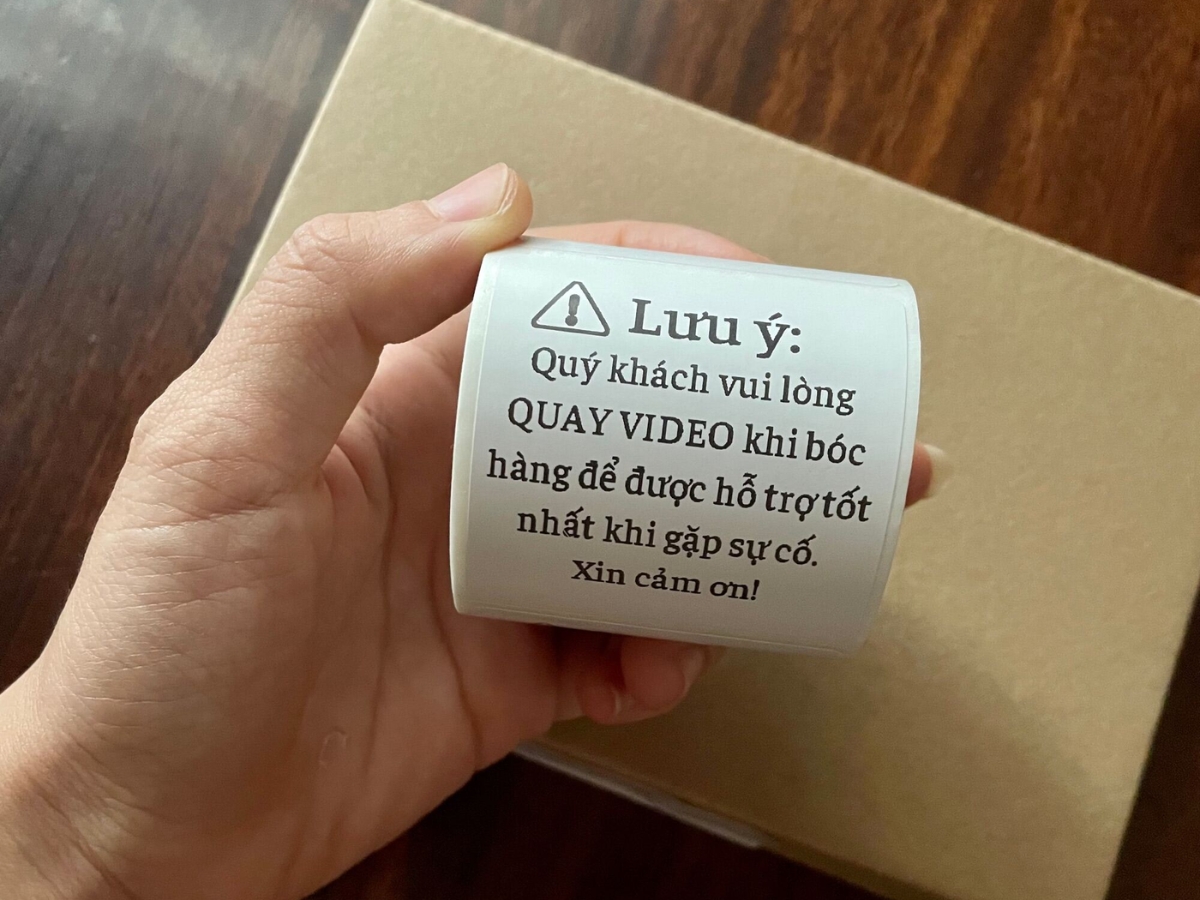 Lưu ý:
Quý khách vui lòng
QUAY VIDEO khi bóc
hàng để được hỗ trợ tốt
nhất khi gặp sự cố.
Xin cảm ơn!